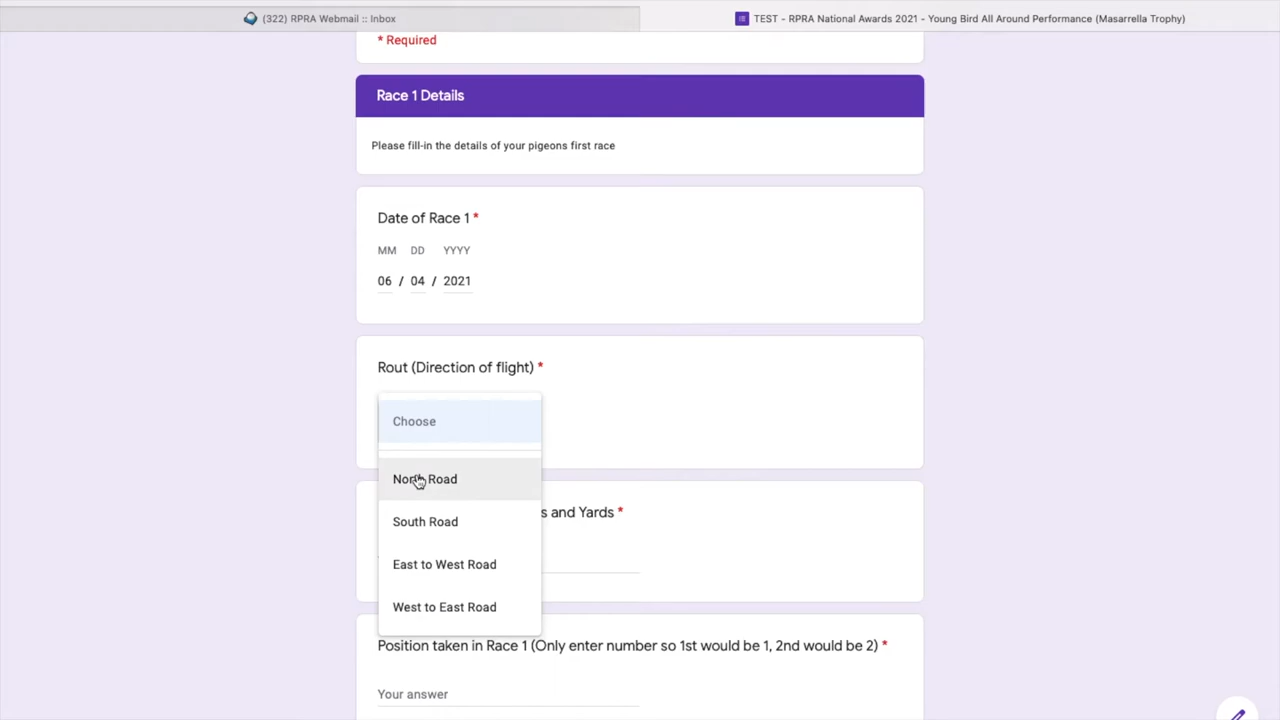 (322) RPRA Webmail :: Inbox
TEST - RPRA National Awards 2021 - Young Bird All Around Performance (Masarrella Trophy)
* Required
Race 1 Details
Please fill-in the details of your pigeons first race
Date of Race 1 *
MM DD YYYY
06 / 04 / 2021
Rout (Direction of flight) *
Choose
North Road
South Road
s and Yards *
East to West Road
West to East Road
Position taken in Race 1 (Only enter number so 1st would be 1, 2nd would be 2) *
Your answer